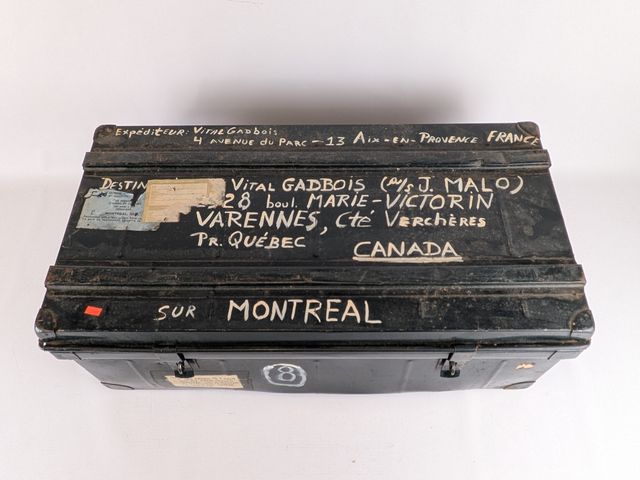 Expéditeur: Vital Gadbois
4 avenue du Parc - 13 Aix-en-Provence FRANCE
Destin Vital GADBOIS (a/s J. MALO)
28 boul. MARIE-VICTORIN
VARENNES, Cté Verchères
Pr. QUÉBEC
CANADA
SUR MONTREAL
8